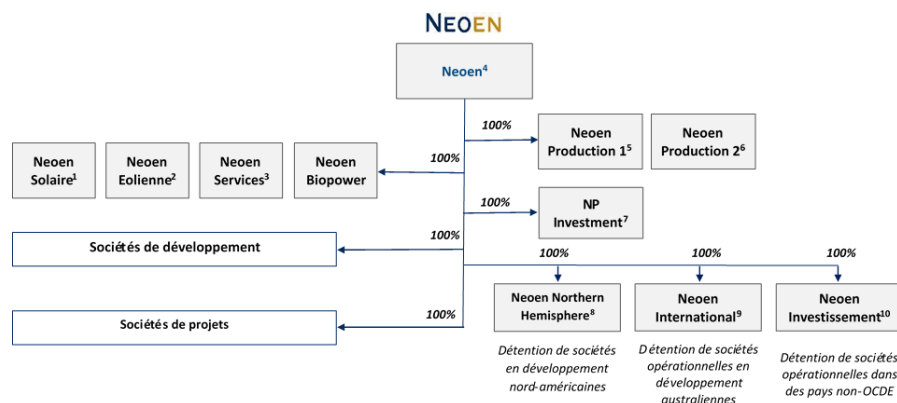 NEOEN
Neoen⁴
100%
Neoen
Production 1⁵
Neoen
Production 2⁶
Neoen
Solaire¹
Neoen
Eolienne²
Neoen
Services³
Neoen
Biopower
100%
100%
NP
Investment⁷
Sociétés de développement
100%
100%
100%
100%
Neoen Northern
Hemisphere⁸
Neoen
International⁹
Neoen
Investissement¹⁰
Sociétés de projets
100%
Détention de sociétés
en développement
nord-américaines
Détention de sociétés
opérationnelles en
développement
australiennes
Détention de sociétés
opérationnelles dans
des pays non-OCDE